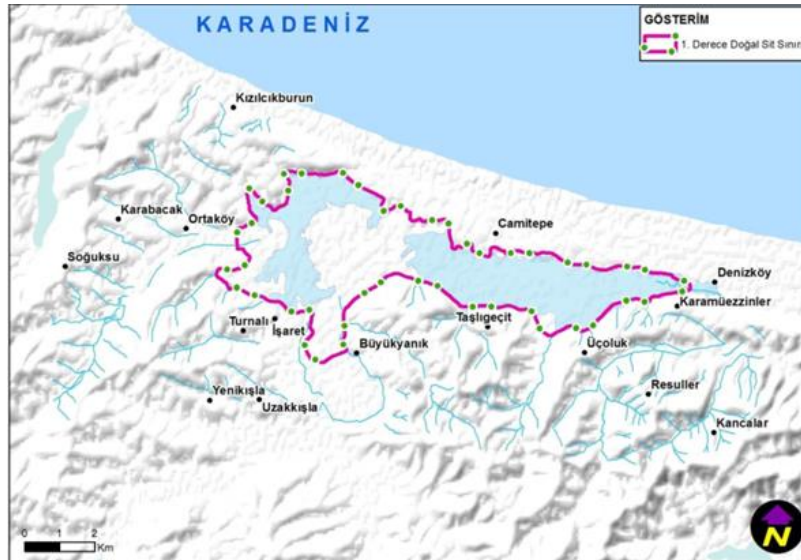 KARADENİZ
GÖSTERİM
1. Derece Doğal Sit Sınırı
Kızılcıkburun
Karabacak
Ortaköy
Camitepe
Soğuksu
Denizköy
Karamüezzinler
Turnalı
İşaret
Taşlıgeçit
Büyükyanık
Üçoluk
Yenikışla
Uzakkışla
Resuller
Kancalar
0 1 2
Km
N